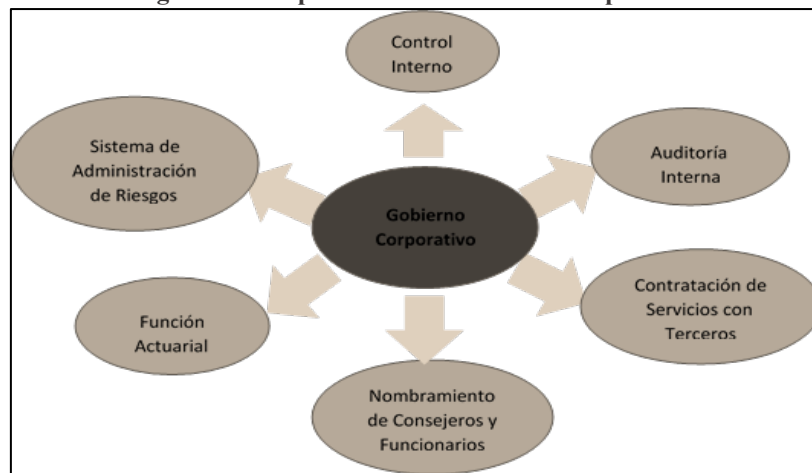 Control
Interno
Sistema de
Administración
de Riesgos
Auditoría
Interna
Gobierno
Corporativo
Contratación de
Servicios con
Terceros
Función
Actuarial
Nombramiento
de Consejeros y
Funcionarios